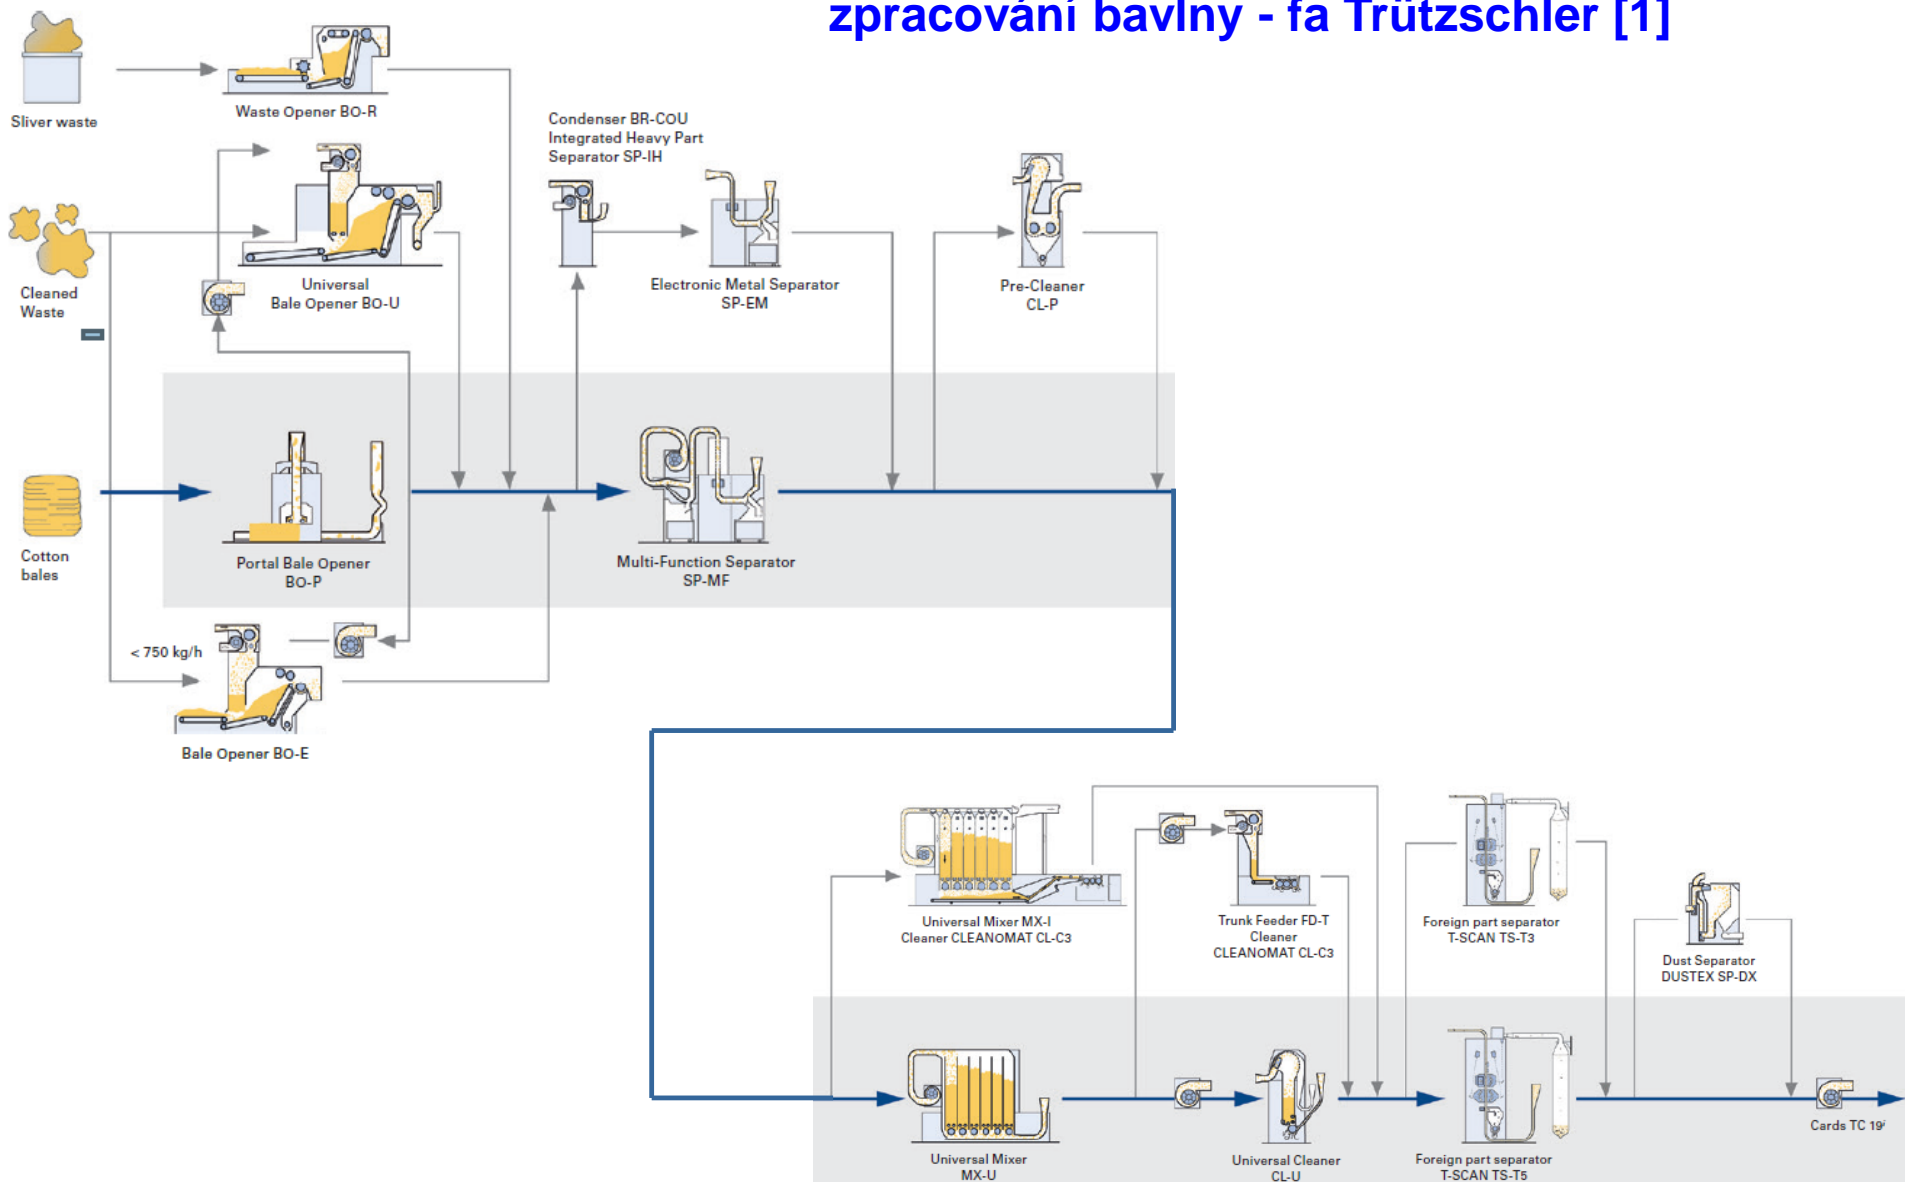 zpracování bavlny - fa Trützschler [1]
Sliver waste
Waste Opener BO-R
Condenser BR-COU
Integrated Heavy Part
Separator SP-IH
Cleaned
Waste
Universal
Bale Opener BO-U
Electronic Metal Separator
SP-EM
Pre-Cleaner
CL-P
Cotton
bales
Portal Bale Opener
BO-P
Multi-Function Separator
SP-MF
< 750 kg/h
Bale Opener BO-E
Universal Mixer MX-I
Cleaner CLEANOMAT CL-C3
Trunk Feeder FD-T
Cleaner
CLEANOMAT CL-C3
Foreign part separator
T-SCAN TS-T3
Dust Separator
DUSTEX SP-DX
Cards TC 19i
Universal Mixer
MX-U
Universal Cleaner
CL-U
Foreign part separator
T-SCAN TS-T5